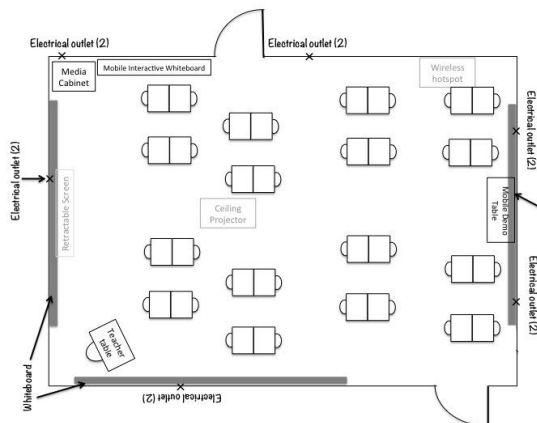 Electrical outlet (2)
Electrical outlet (2)
Media
Cabinet
Mobile Interactive Whiteboard
Wireless
hotspot
Electrical outlet (2)
Electrical outlet (2)
Retractable Screen
Ceiling
Projector
Mobile Demo
Table
Electrical outlet (2)
Teacher
table
Whiteboard
Electrical outlet (2)